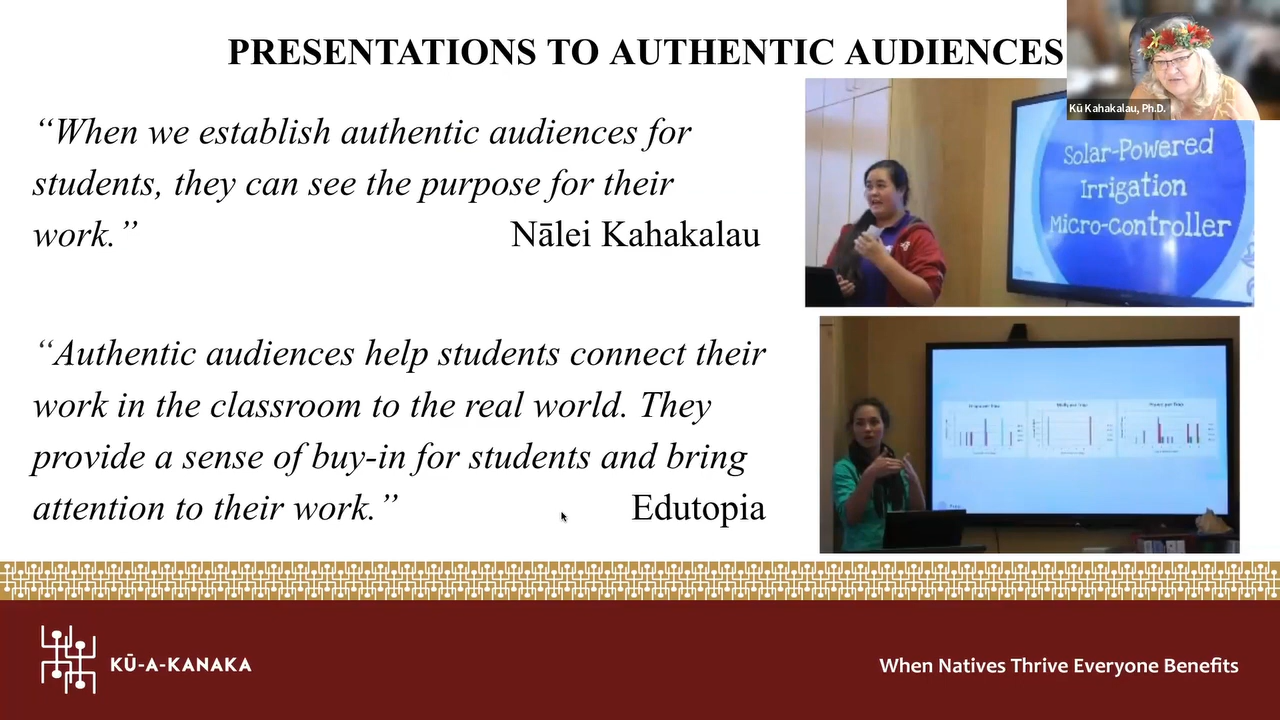 PRESENTATIONS TO AUTHENTIC AUDIENCES
Kū Kahakalau, Ph.D.
“When we establish authentic audiences for
students, they can see the purpose for their
work.” Nālei Kahakalau
Solar-Powered
Irrigation
Micro-controller
“Authentic audiences help students connect their
work in the classroom to the real world. They
provide a sense of buy-in for students and bring
attention to their work.” Edutopia
KŪ-A-KANAKA
When Natives Thrive Everyone Benefits